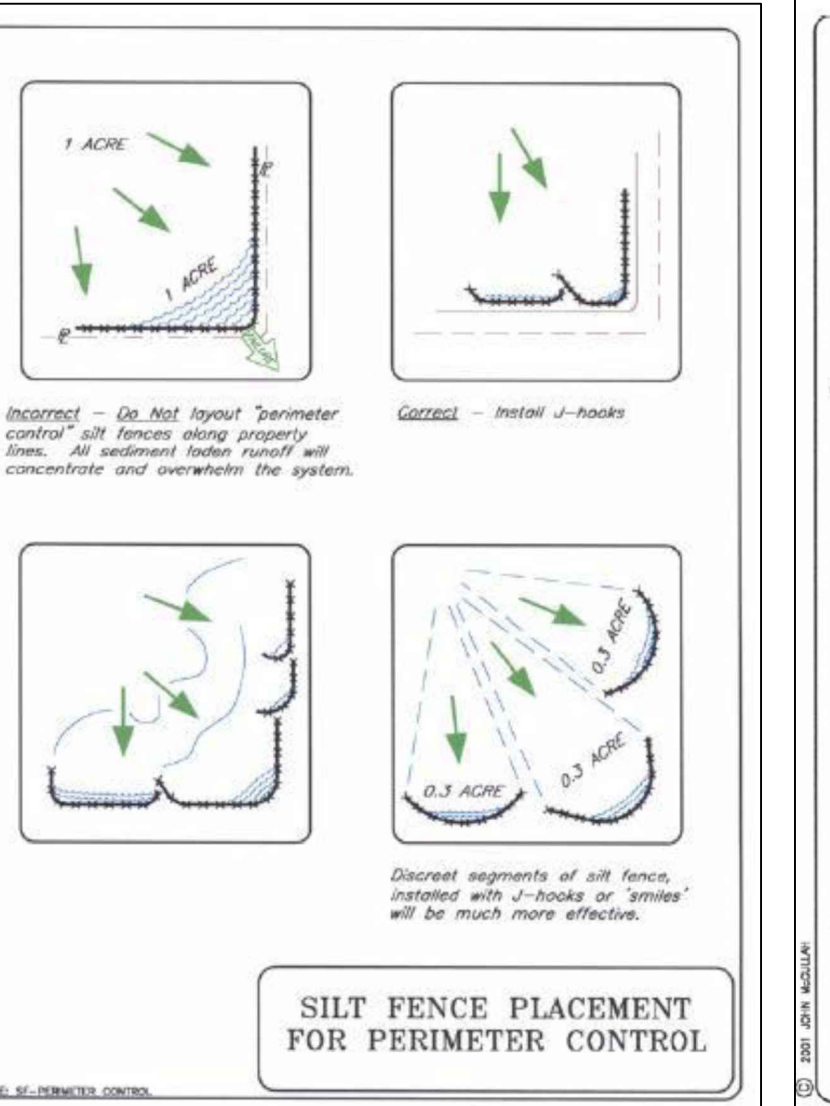 1 ACRE
1 ACRE
℄
℄
FAILURE
Incorrect – Do Not layout "perimeter
control" silt fences along property
lines. All sediment laden runoff will
concentrate and overwhelm the system.
Correct – Install J-hooks
0.3 ACRE
0.3 ACRE
0.3 ACRE
Discreet segments of silt fence,
installed with J-hooks or 'smiles'
will be much more effective.
SILT FENCE PLACEMENT
FOR PERIMETER CONTROL
E: SF-PERIMETER CONTROL
© 2001 JOHN McCULLAH